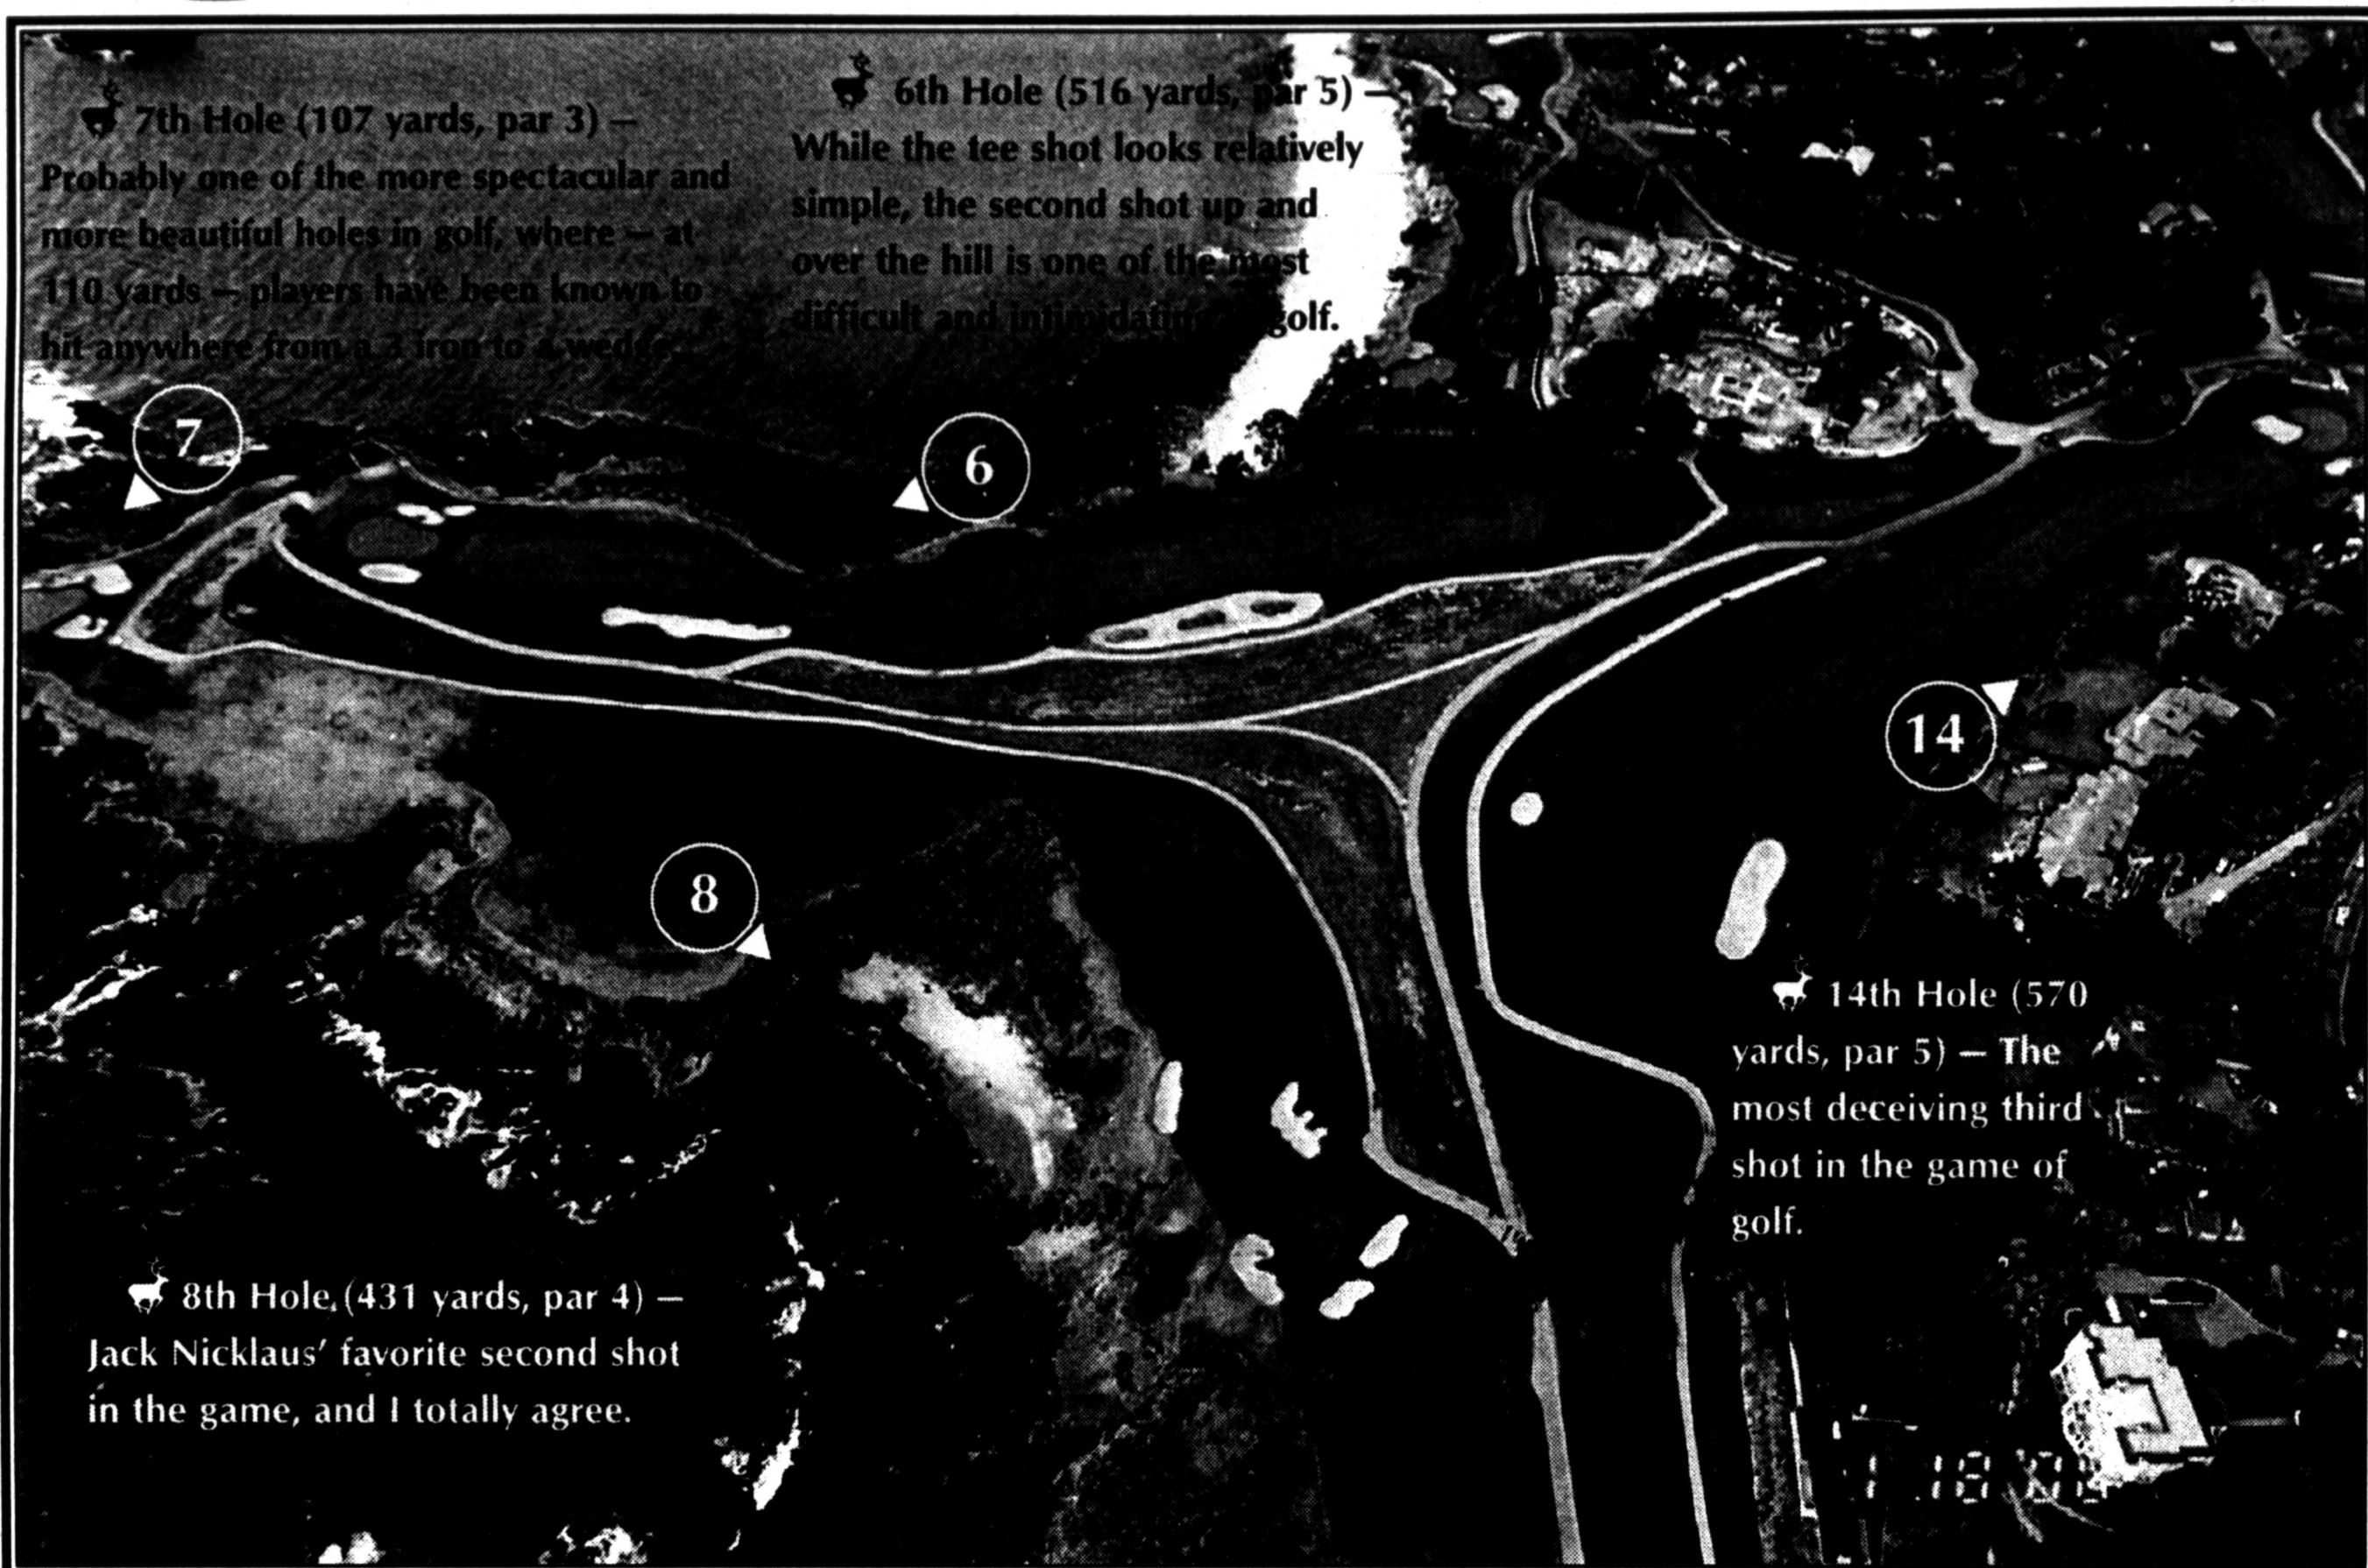 7th Hole (107 yards, par 3) —
Probably one of the more spectacular and
more beautiful holes in golf, where — at
110 yards — players have been known to
hit anywhere from a 3 iron to a wedge.
6th Hole (516 yards, par 5) —
While the tee shot looks relatively
simple, the second shot up and
over the hill is one of the most
difficult and intimidating golf.
7
6
14
8
14th Hole (570
yards, par 5) — The
most deceiving third
shot in the game of
golf.
8th Hole (431 yards, par 4) —
Jack Nicklaus' favorite second shot
in the game, and I totally agree.